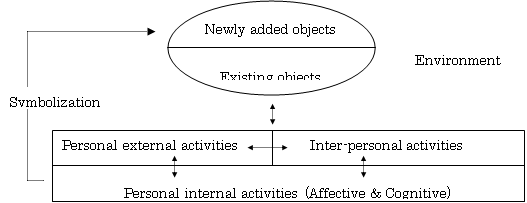 Newly added objects
Existing objects
Environment
Symbolization
Personal external activities
Inter-personal activities
Personal internal activities (Affective & Cognitive)